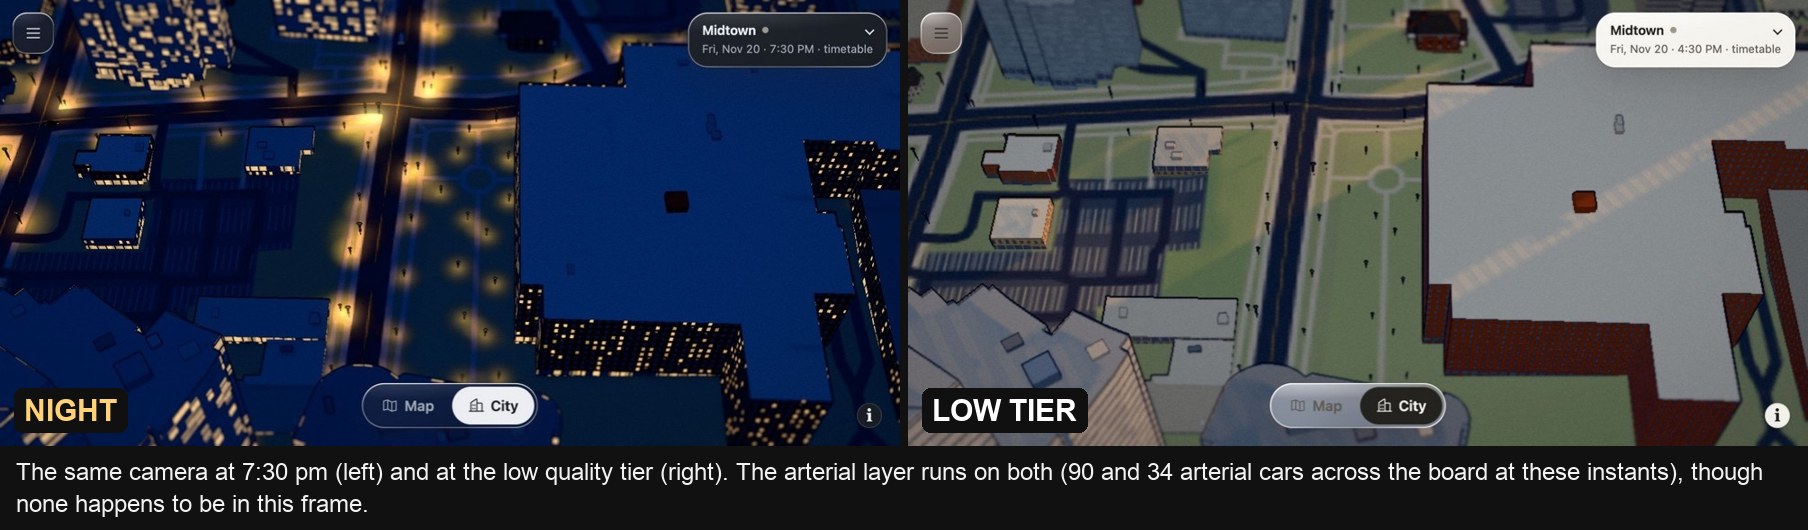 Midtown
Fri, Nov 20 · 7:30 PM · timetable
Map
City
NIGHT
Midtown
Fri, Nov 20 · 4:30 PM · timetable
Map
City
LOW TIER
The same camera at 7:30 pm (left) and at the low quality tier (right). The arterial layer runs on both (90 and 34 arterial cars across the board at these instants), though
none happens to be in this frame.